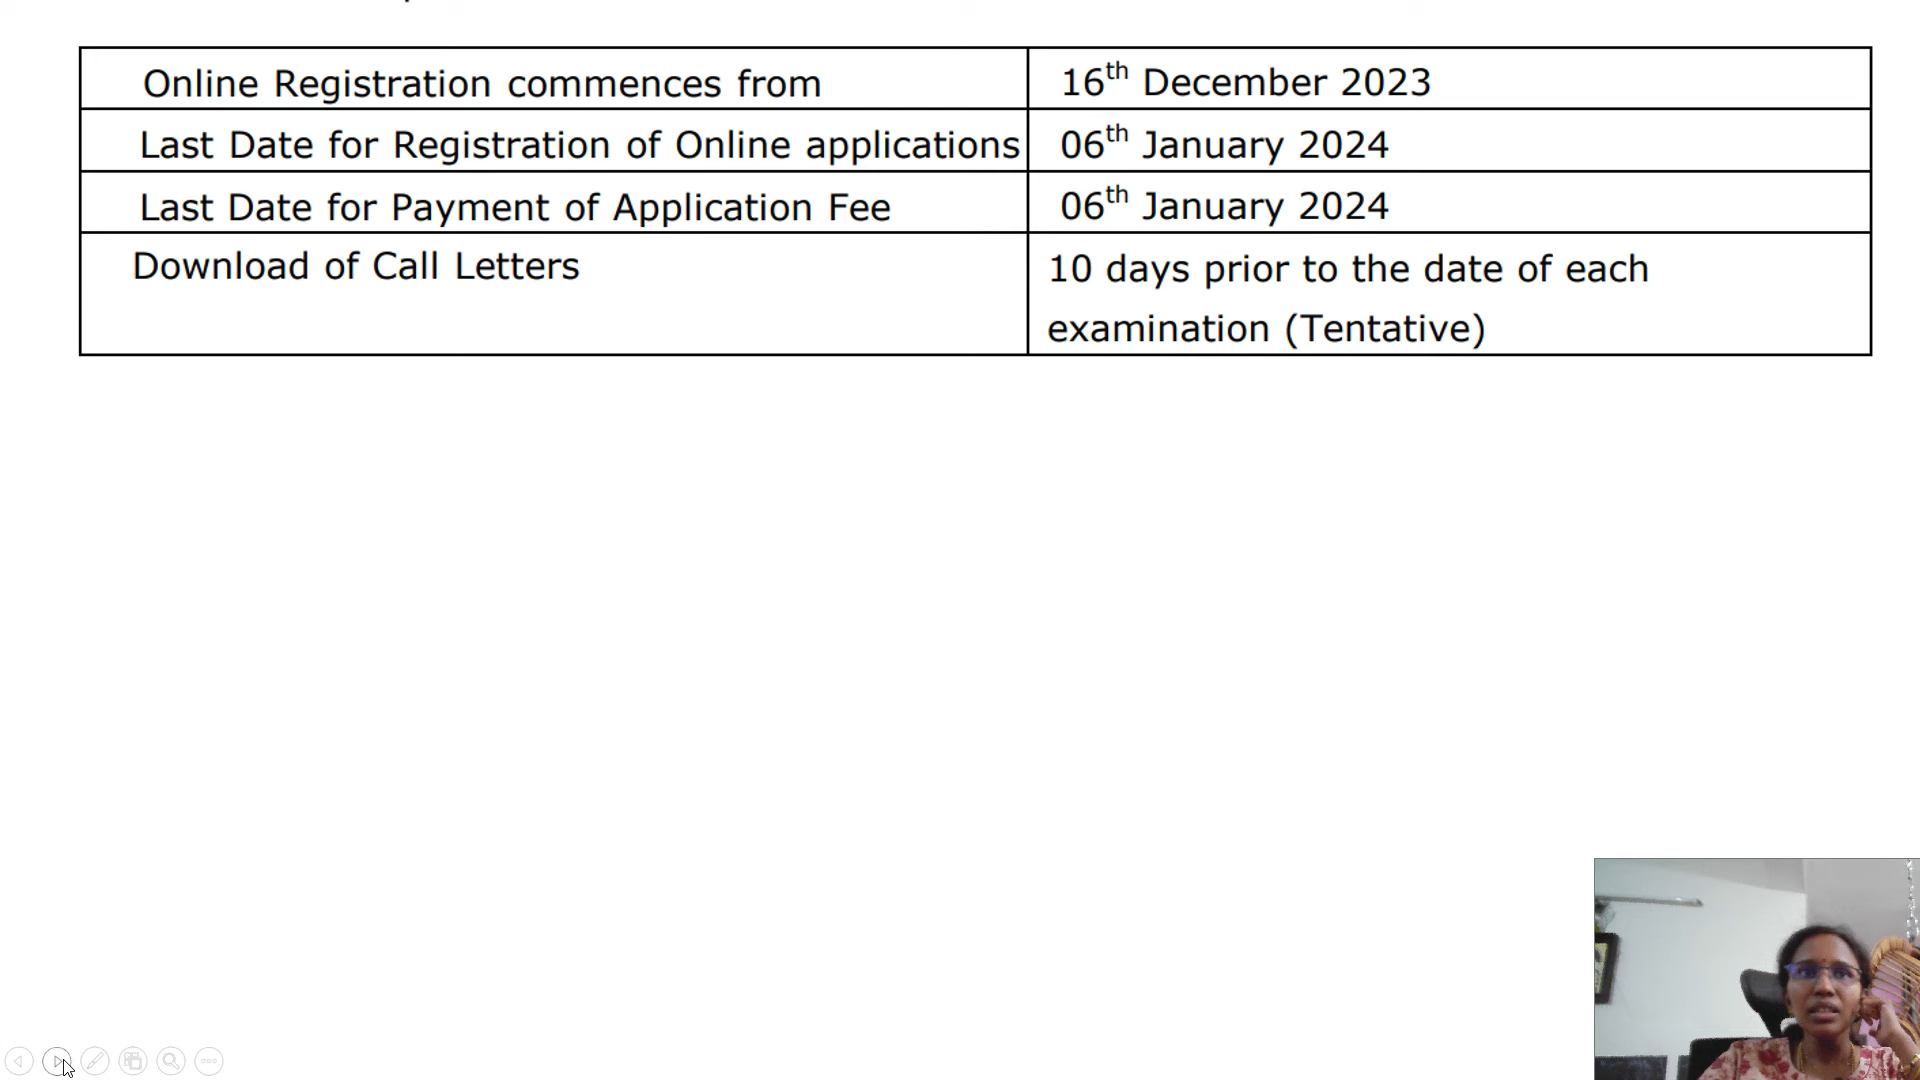 Online Registration commences from
16th December 2023
Last Date for Registration of Online applications
06th January 2024
Last Date for Payment of Application Fee
06th January 2024
Download of Call Letters
10 days prior to the date of each
examination (Tentative)